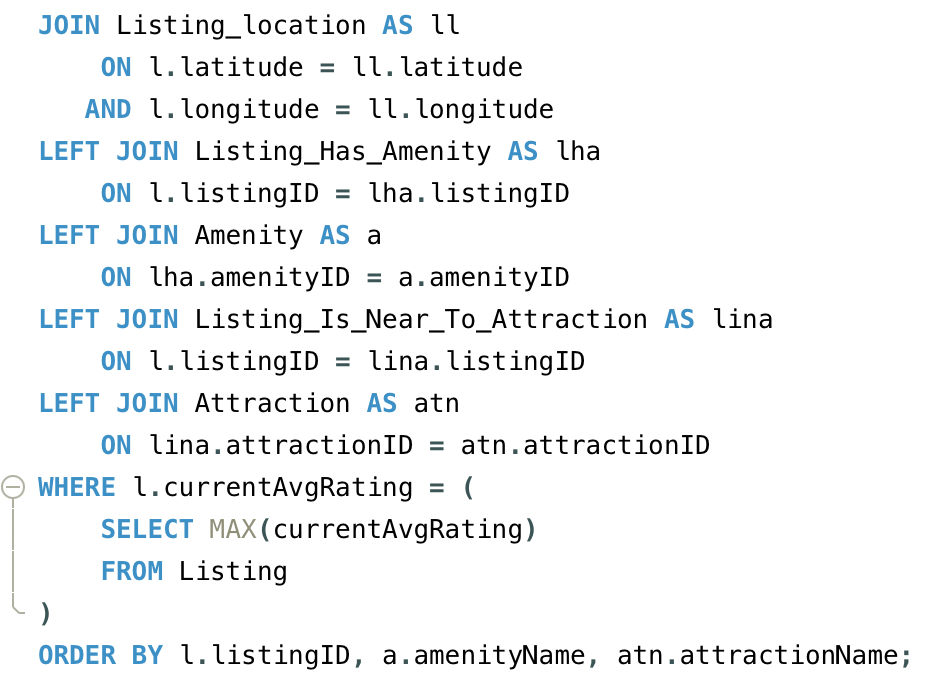 JOIN Listing_location AS ll
ON l.latitude = ll.latitude
AND l.longitude = ll.longitude
LEFT JOIN Listing_Has_Amenity AS lha
ON l.listingID = lha.listingID
LEFT JOIN Amenity AS a
ON lha.amenityID = a.amenityID
LEFT JOIN Listing_Is_Near_To_Attraction AS lina
ON l.listingID = lina.listingID
LEFT JOIN Attraction AS atn
ON lina.attractionID = atn.attractionID
WHERE l.currentAvgRating = (
SELECT MAX(currentAvgRating)
FROM Listing
)
ORDER BY l.listingID, a.amenityName, atn.attractionName;